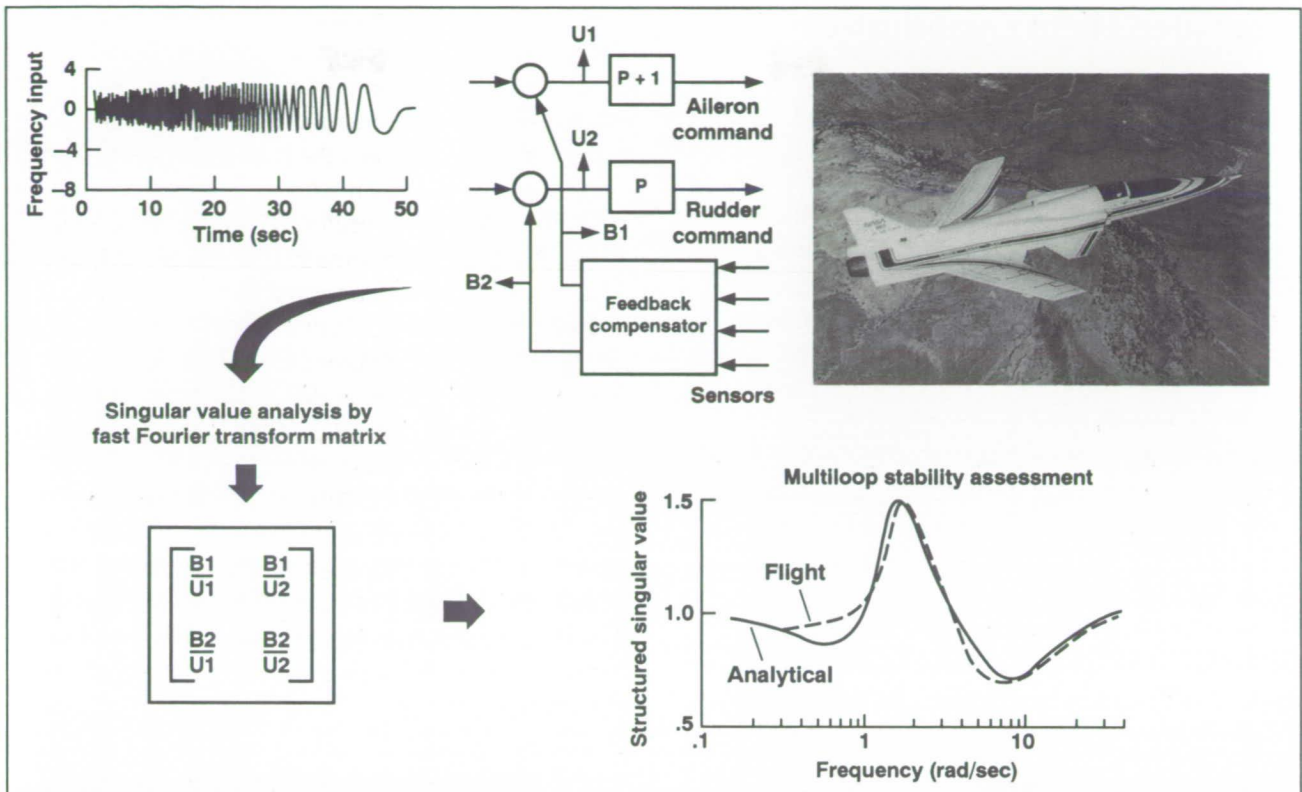 4
0
−4
−8
Frequency input
0 10 20 30 40 50
Time (sec)
U1
P + 1
Aileron
command
U2
P
Rudder
command
B1
B2
Feedback
compensator
Sensors
Singular value analysis by
fast Fourier transform matrix
B1 B1
U1 U2
B2 B2
U1 U2
Multiloop stability assessment
Structured singular value
1.5
1.0
.5
Flight
Analytical
.1 1 10
Frequency (rad/sec)